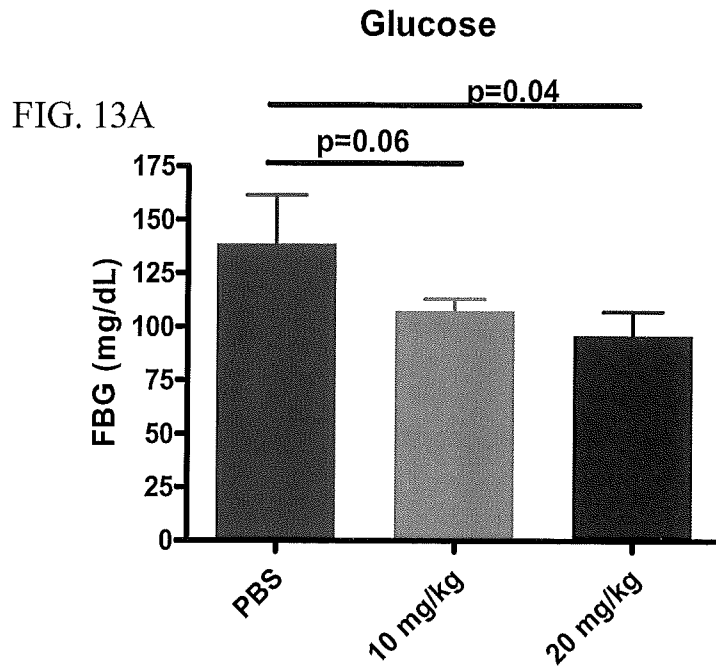 Glucose
FIG. 13A
p=0.04
p=0.06
175
150
125
100
75
50
25
0
FBG (mg/dL)
PBS
10 mg/kg
20 mg/kg